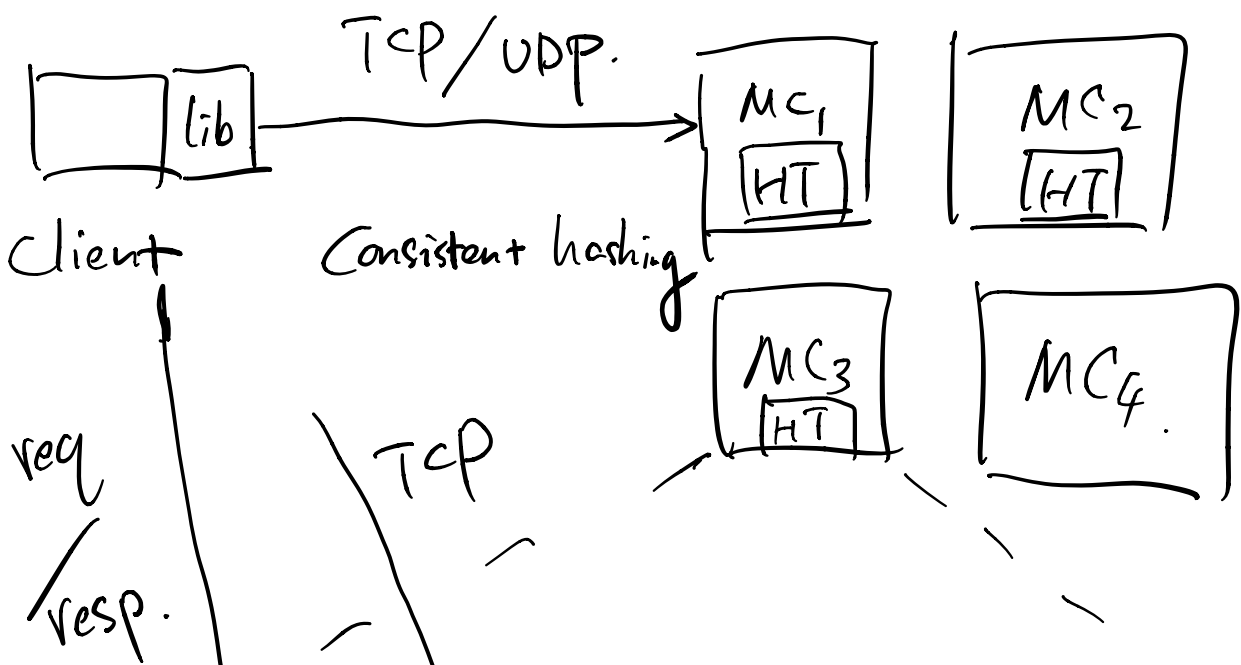 TCP/UDP.
lib
MC1
HT
MC2
HT
Client
Consistent hashing
MC3
HT
MC4.
req
/
resp.
TCP